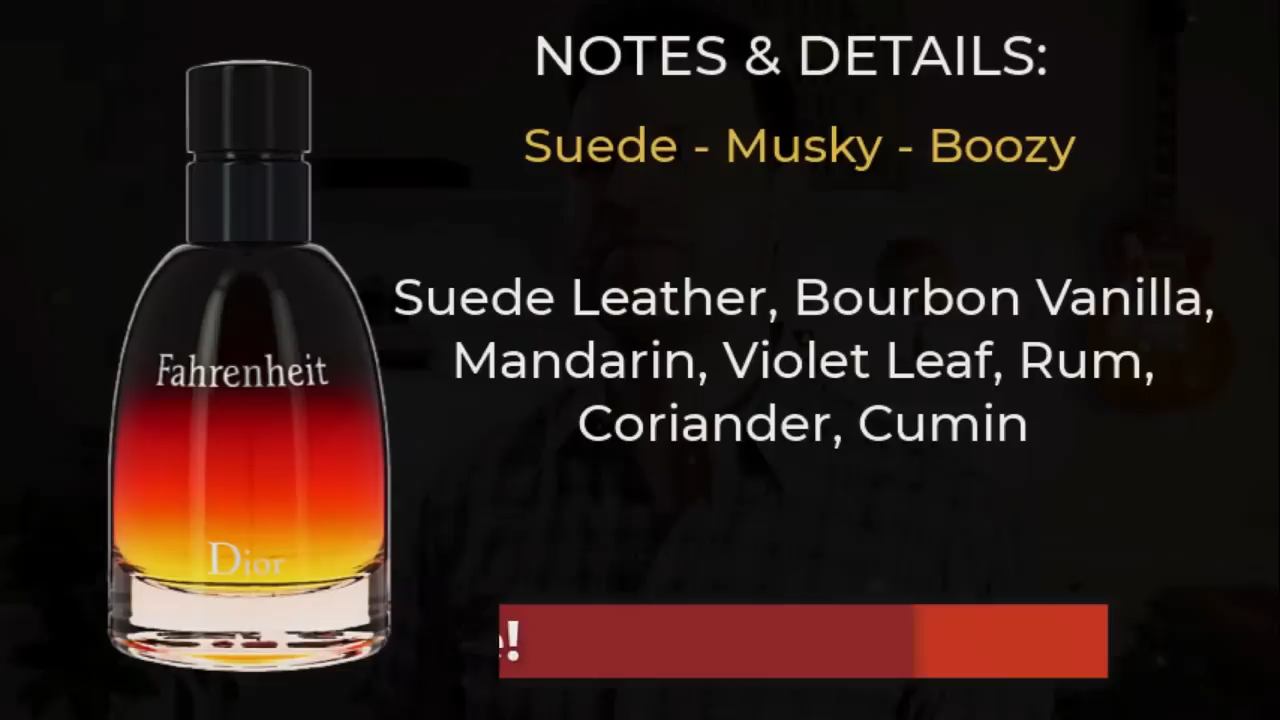 NOTES & DETAILS:
Suede - Musky - Boozy
Suede Leather, Bourbon Vanilla,
Mandarin, Violet Leaf, Rum,
Coriander, Cumin
Fahrenheit
Dior